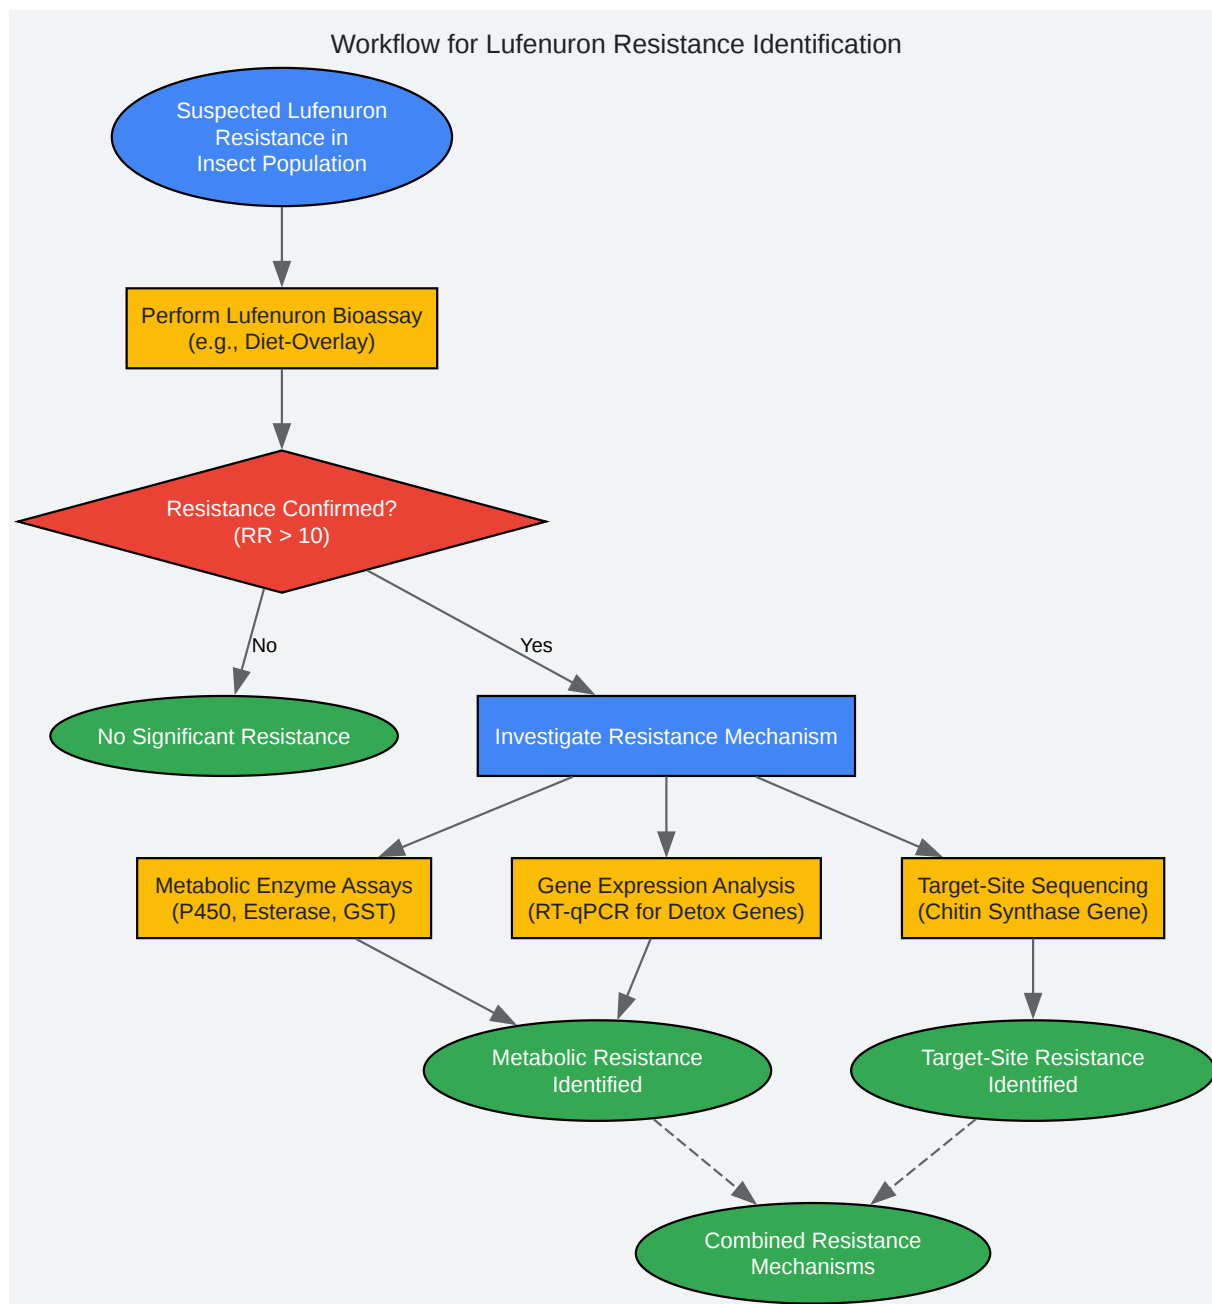 Workflow for Lufenuron Resistance Identification
Suspected Lufenuron
Resistance in
Insect Population
Perform Lufenuron Bioassay
(e.g., Diet-Overlay)
Resistance Confirmed?
(RR > 10)
No
Yes
No Significant Resistance
Investigate Resistance Mechanism
Metabolic Enzyme Assays
(P450, Esterase, GST)
Gene Expression Analysis
(RT-qPCR for Detox Genes)
Target-Site Sequencing
(Chitin Synthase Gene)
Metabolic Resistance
Identified
Target-Site Resistance
Identified
Combined Resistance
Mechanisms